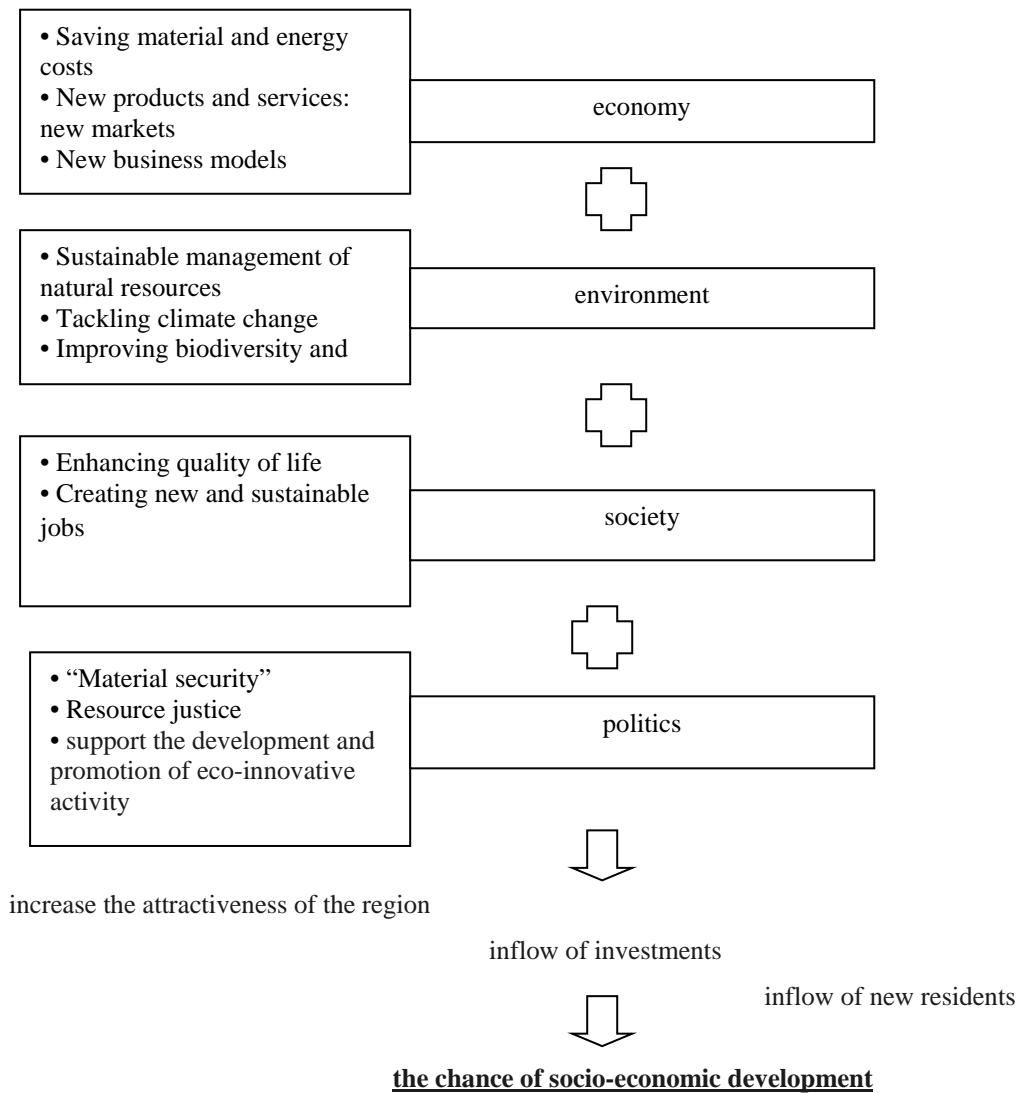 • Saving material and energy
costs
• New products and services:
new markets
• New business models
economy
• Sustainable management of
natural resources
• Tackling climate change
• Improving biodiversity and
environment
• Enhancing quality of life
• Creating new and sustainable
jobs
society
• “Material security”
• Resource justice
• support the development and
promotion of eco-innovative
activity
politics
increase the attractiveness of the region
inflow of investments
inflow of new residents
the chance of socio-economic development